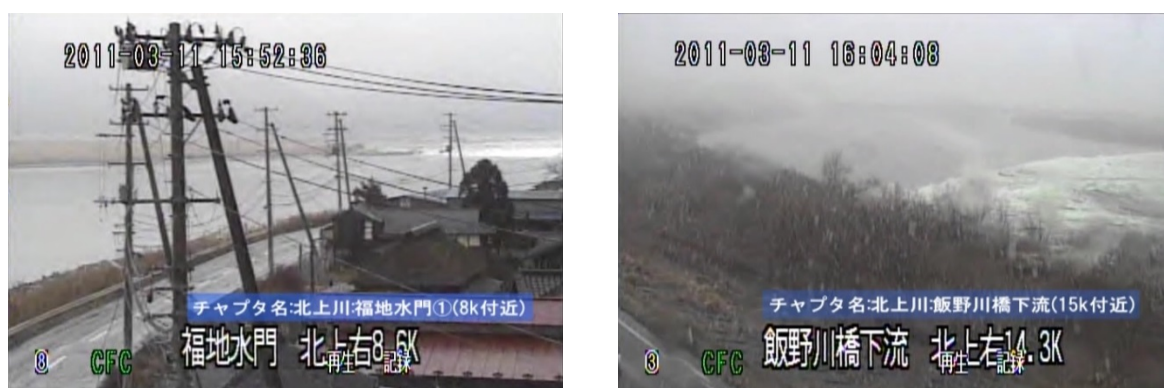 2011-03-11 15:52:36
チャプタ名:北上川:福地水門①(8k付近)
福地水門 北上右8.6K
再生 記録
⑧ CFC
2011-03-11 16:04:08
チャプタ名:北上川:飯野川橋下流(15k付近)
飯野川橋下流 北上右14.3K
再生 記録
③ CFC